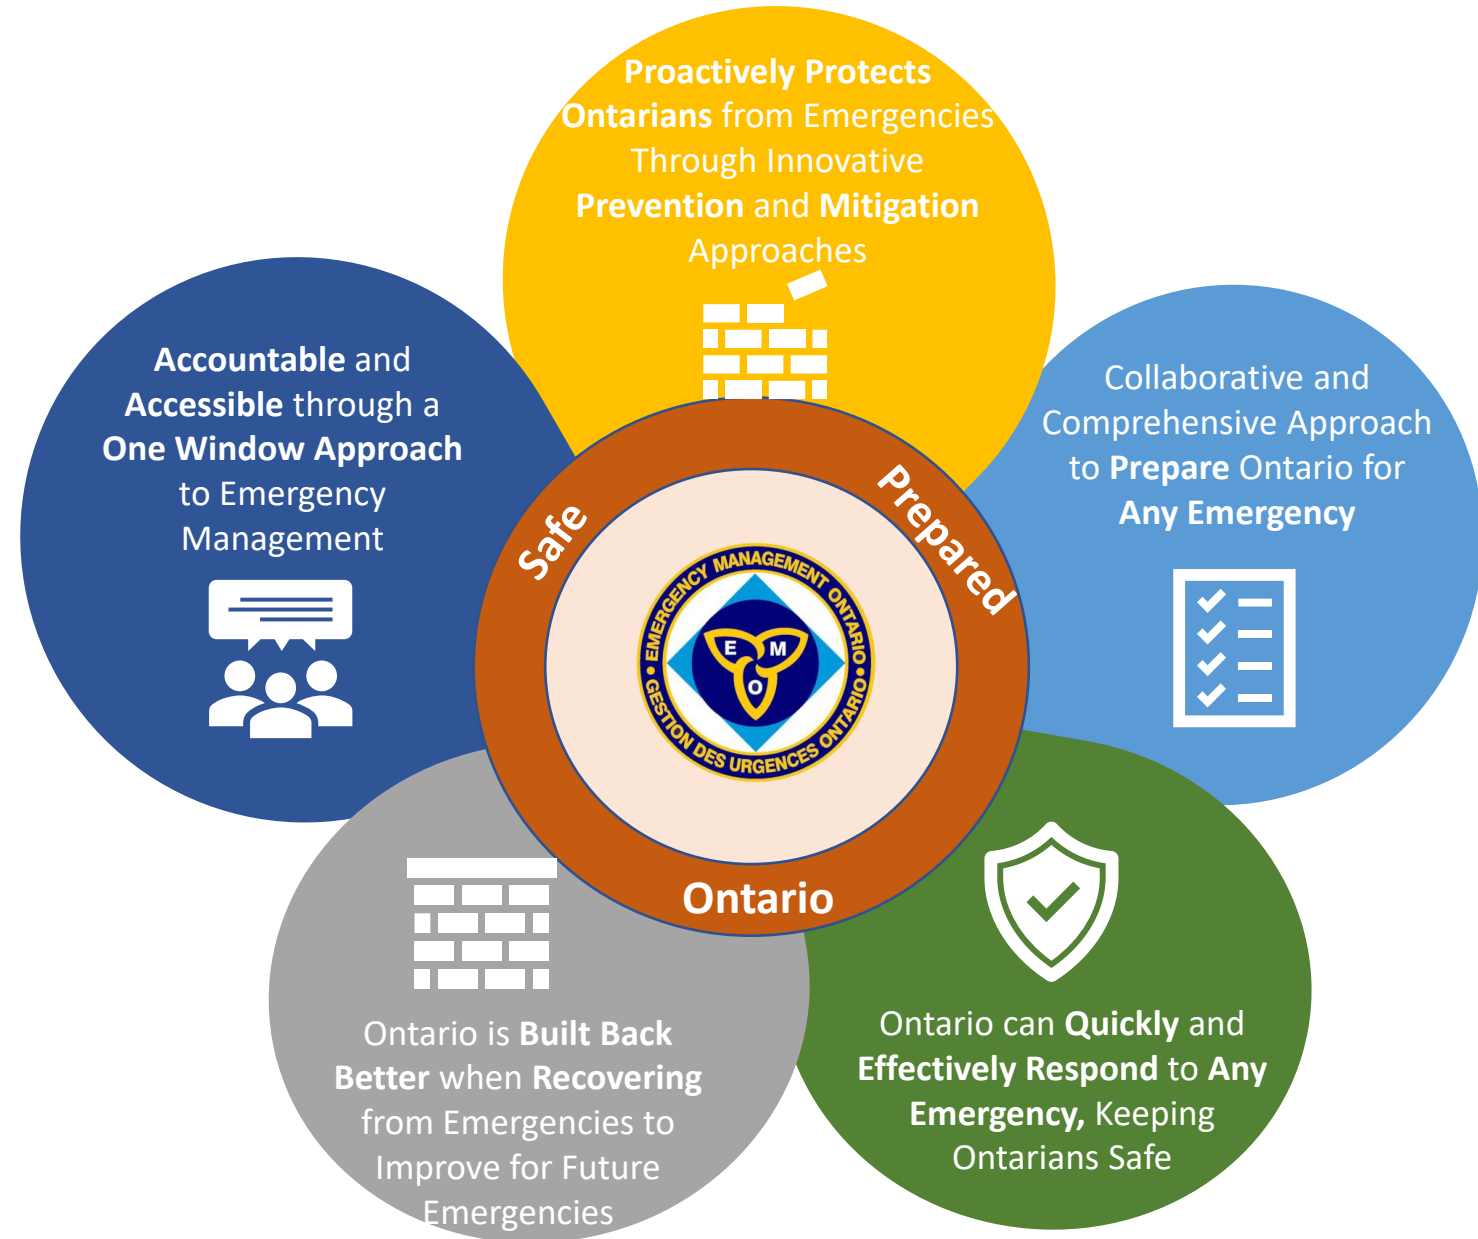 Proactively Protects
Ontarians from Emergencies
Through Innovative
Prevention and Mitigation
Approaches
Accountable and
Accessible through a
One Window Approach
to Emergency
Management
Collaborative and
Comprehensive Approach
to Prepare Ontario for
Any Emergency
Safe
Prepared
Ontario
EMERGENCY MANAGEMENT ONTARIO
GESTION DES URGENCES ONTARIO
E M
O
Ontario is Built Back
Better when Recovering
from Emergencies to
Improve for Future
Emergencies
Ontario can Quickly and
Effectively Respond to Any
Emergency, Keeping
Ontarians Safe